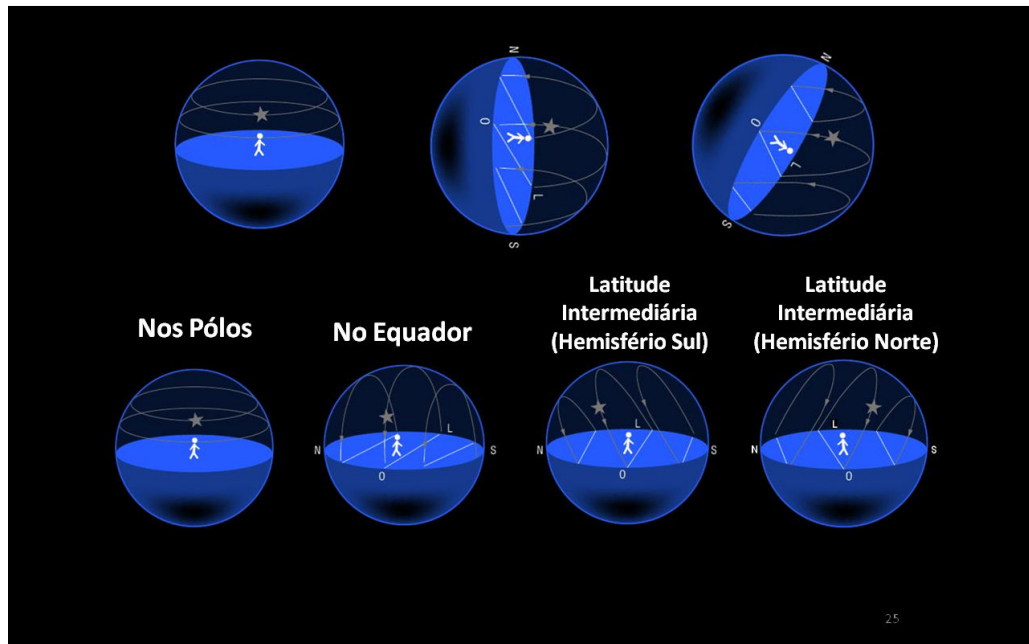 N
O
L
S
N
O
L
S
Nos Pólos
No Equador
Latitude
Intermediária
(Hemisfério Sul)
Latitude
Intermediária
(Hemisfério Norte)
N
L
S
O
N
L
S
O
N
L
S
O
25